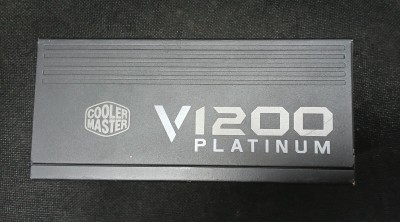 COOLER
MASTER
V1200
PLATINUM